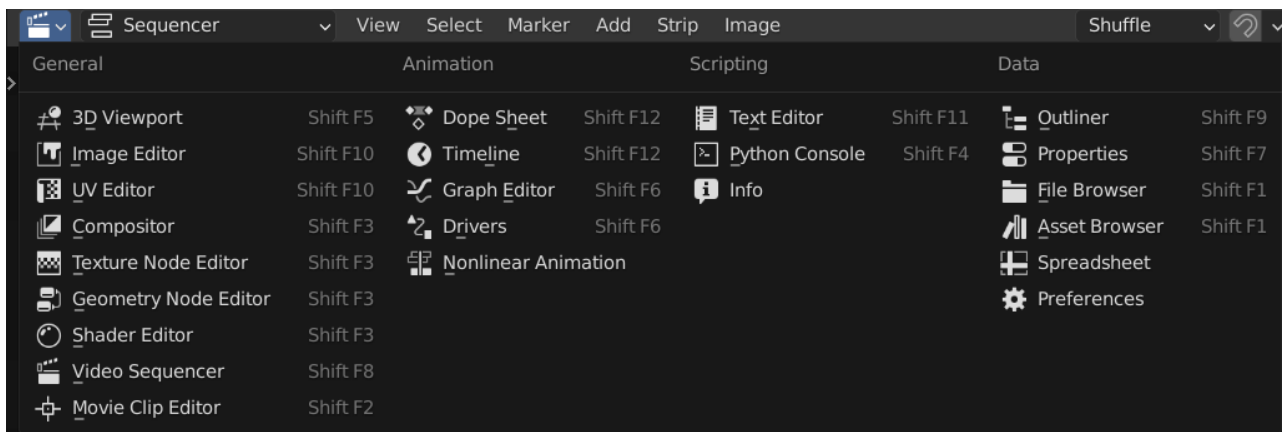 Sequencer View Select Marker Add Strip Image Shuffle
General Animation Scripting Data
3D Viewport Shift F5 Dope Sheet Shift F12 Text Editor Shift F11 Outliner Shift F9
Image Editor Shift F10 Timeline Shift F12 Python Console Shift F4 Properties Shift F7
UV Editor Shift F10 Graph Editor Shift F6 Info File Browser Shift F1
Compositor Shift F3 Drivers Shift F6 Asset Browser Shift F1
Texture Node Editor Shift F3 Nonlinear Animation Spreadsheet
Geometry Node Editor Shift F3 Preferences
Shader Editor Shift F3
Video Sequencer Shift F8
Movie Clip Editor Shift F2